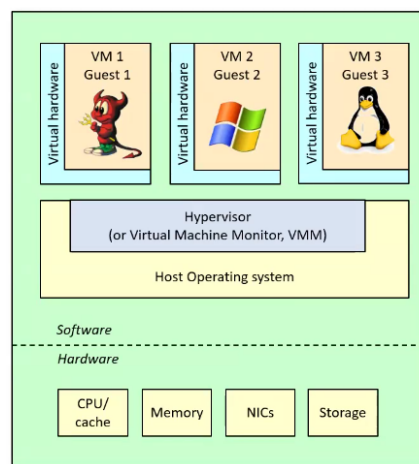 VM 1
Guest 1
Virtual hardware
VM 2
Guest 2
Virtual hardware
VM 3
Guest 3
Virtual hardware
Hypervisor
(or Virtual Machine Monitor, VMM)
Host Operating system
Software
Hardware
CPU/
cache
Memory
NICs
Storage